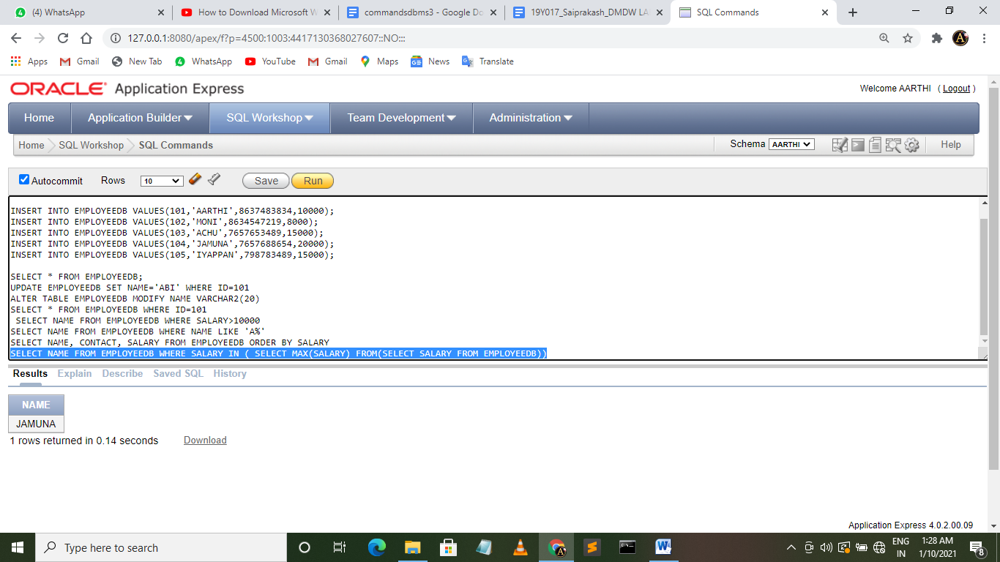 (4) WhatsApp
How to Download Microsoft W
commandsdbms3 - Google Do
19Y017_Saiprakash_DMDW LA
SQL Commands
127.0.0.1:8080/apex/f?p=4500:1003:4417130368027607::NO:::
Apps Gmail New Tab WhatsApp YouTube Gmail Maps News Translate
ORACLE Application Express
Welcome AARTHI ( Logout )
Home Application Builder SQL Workshop Team Development Administration
Home SQL Workshop SQL Commands
Schema AARTHI Help
Autocommit Rows 10 Save Run
INSERT INTO EMPLOYEEDB VALUES(101,'AARTHI',8637483834,10000);
INSERT INTO EMPLOYEEDB VALUES(102,'MONI',8634547219,8000);
INSERT INTO EMPLOYEEDB VALUES(103,'ACHU',7657653489,15000);
INSERT INTO EMPLOYEEDB VALUES(104,'JAMUNA',7657688654,20000);
INSERT INTO EMPLOYEEDB VALUES(105,'IYAPPAN',798783489,15000);
SELECT * FROM EMPLOYEEDB;
UPDATE EMPLOYEEDB SET NAME='ABI' WHERE ID=101
ALTER TABLE EMPLOYEEDB MODIFY NAME VARCHAR2(20)
SELECT * FROM EMPLOYEEDB WHERE ID=101
SELECT NAME FROM EMPLOYEEDB WHERE SALARY>10000
SELECT NAME FROM EMPLOYEEDB WHERE NAME LIKE 'A%'
SELECT NAME, CONTACT, SALARY FROM EMPLOYEEDB ORDER BY SALARY
SELECT NAME FROM EMPLOYEEDB WHERE SALARY IN ( SELECT MAX(SALARY) FROM(SELECT SALARY FROM EMPLOYEEDB))
Results Explain Describe Saved SQL History
NAME
JAMUNA
1 rows returned in 0.14 seconds Download
Application Express 4.0.2.00.09
Type here to search
ENG
IN
1:28 AM
1/10/2021
8